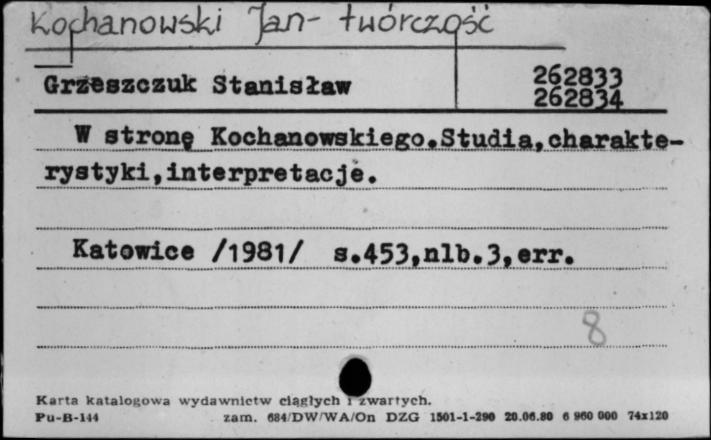 Kochanowski Jan - twórczość
Grzeszczuk Stanisław
262833
262834
W stronę Kochanowskiego.Studia,charakte-
rystyki,interpretacje.
Katowice /1981/ s.453,nlb.3,err.
8
Karta katalogowa wydawnictw ciągłych i zwartych.
Pu-B-144 zam. 684/DW/WA/On DZG 1501-1-290 20.06.80 6 960 000 74x120